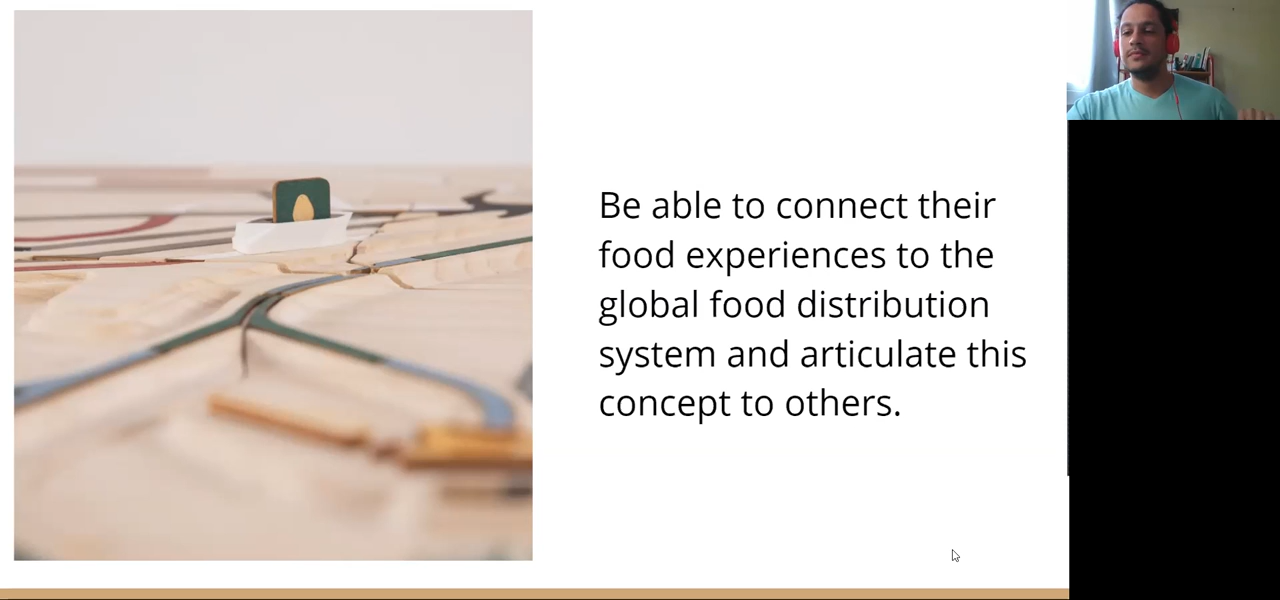 Be able to connect their
food experiences to the
global food distribution
system and articulate this
concept to others.